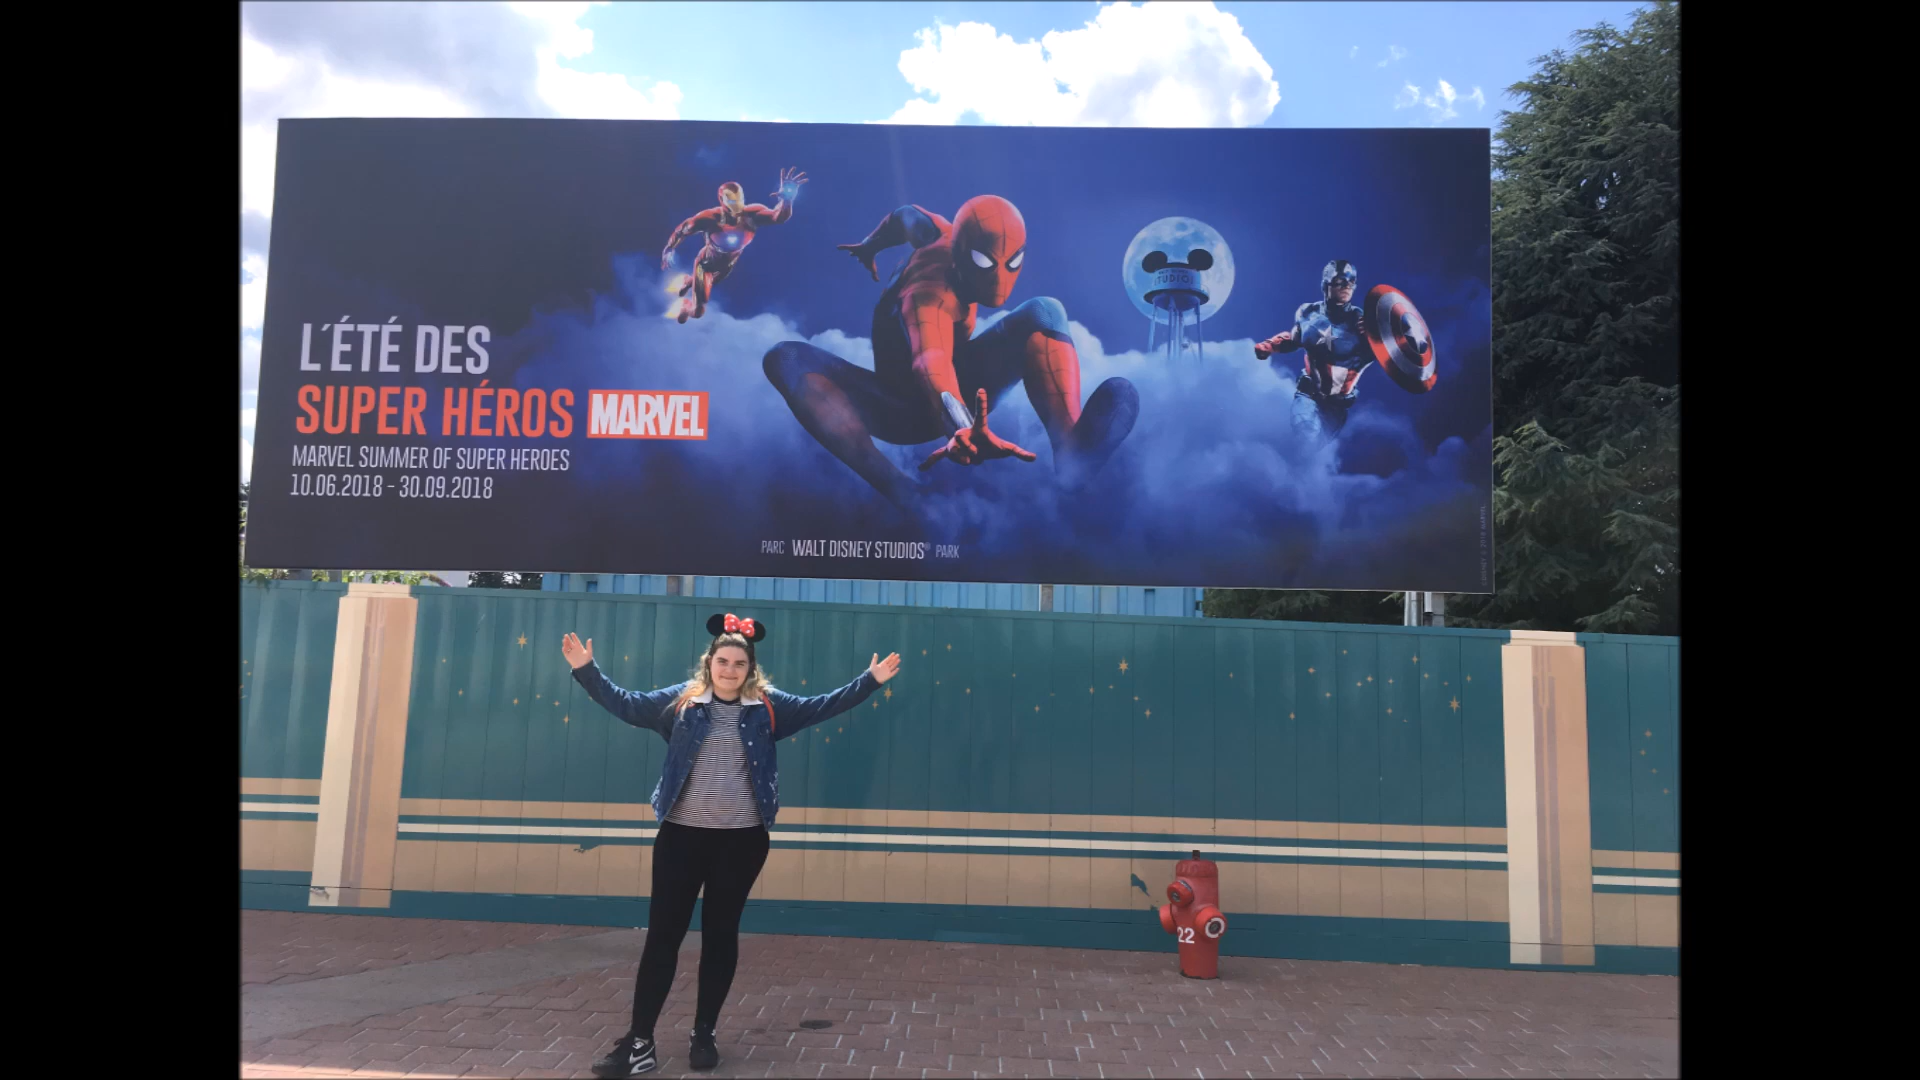 L'ÉTÉ DES
SUPER HÉROS MARVEL
MARVEL SUMMER OF SUPER HEROES
10.06.2018 - 30.09.2018
STUDIOS
PARC WALT DISNEY STUDIOS® PARK
22